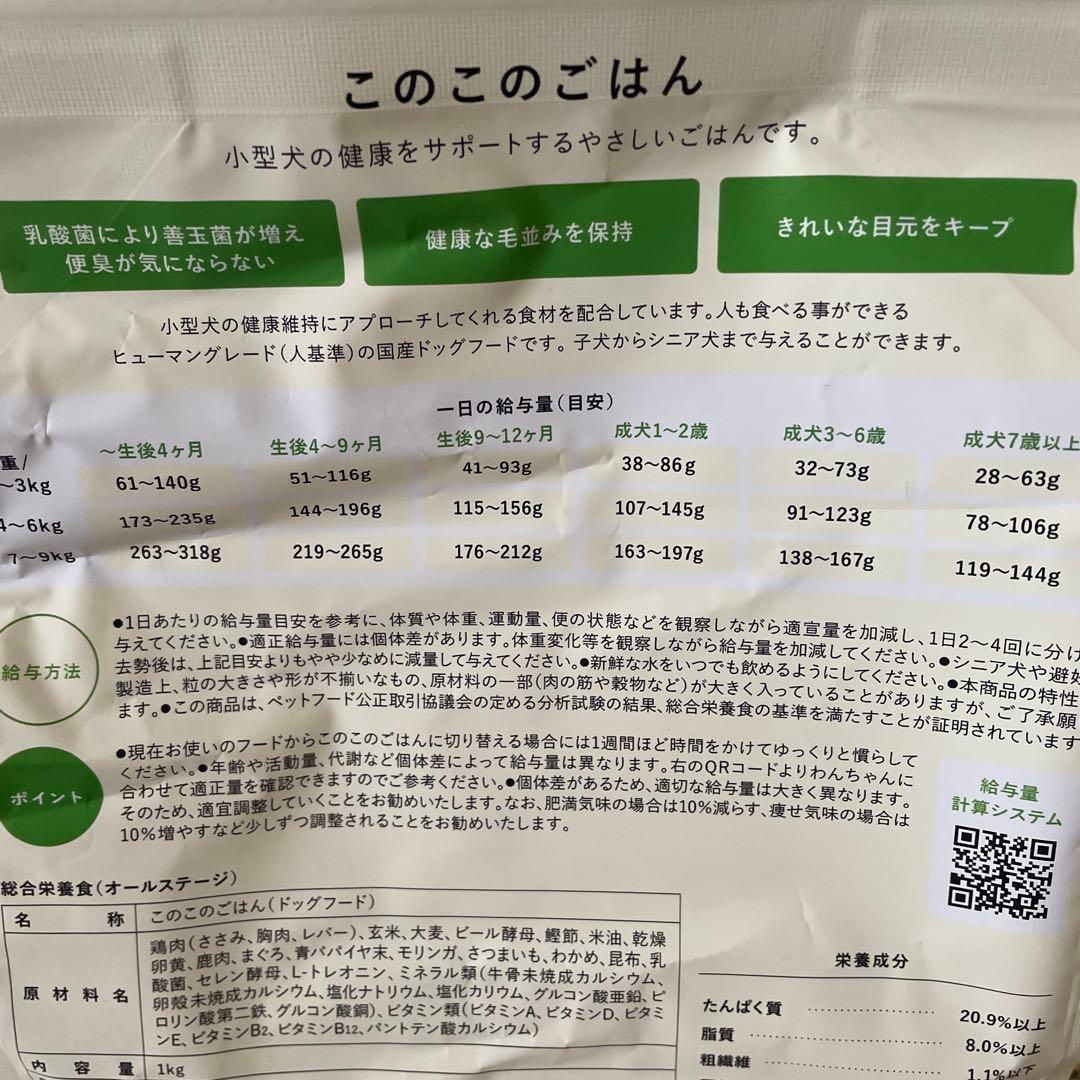 このこのごはん
小型犬の健康をサポートするやさしいごはんです。
乳酸菌により善玉菌が増え
便臭が気にならない
健康な毛並みを保持
きれいな目元をキープ
小型犬の健康維持にアプローチしてくれる食材を配合しています。人も食べる事ができる
ヒューマングレード(人基準)の国産ドッグフードです。子犬からシニア犬まで与えることができます。
一日の給与量(目安)
重/ 〜生後4ヶ月 生後4〜9ヶ月 生後9〜12ヶ月 成犬1〜2歳 成犬3〜6歳 成犬7歳以上
〜3kg 61〜140g 51〜116g 41〜93g 38〜86g 32〜73g 28〜63g
4〜6kg 173〜235g 144〜196g 115〜156g 107〜145g 91〜123g 78〜106g
7〜9kg 263〜318g 219〜265g 176〜212g 163〜197g 138〜167g 119〜144g
給与方法
●1日あたりの給与量目安を参考に、体質や体重、運動量、便の状態などを観察しながら適宜量を加減し、1日2〜4回に分け
与えてください。●適正給与量には個体差があります。体重変化等を観察しながら給与量を加減してください。●シニア犬や避妊
去勢後は、上記目安よりもやや少なめに減量して与えてください。●新鮮な水をいつでも飲めるようにしてください。●本商品の特性
製造上、粒の大きさや形が不揃いなもの、原材料の一部(肉の筋や穀物など)が大きく入っていることがありますが、ご了承願
ます。●この商品は、ペットフード公正取引協議会の定める分析試験の結果、総合栄養食の基準を満たすことが証明されています
ポイント
●現在お使いのフードからこのこのごはんに切り替える場合には1週間ほど時間をかけてゆっくりと慣らして
ください。●年齢や活動量、代謝など個体差によって給与量は異なります。右のQRコードよりわんちゃんに
合わせて適正量を確認できますのでご参考ください。●個体差があるため、適切な給与量は大きく異なります。
そのため、適宜調整していくことをお勧めいたします。なお、肥満気味の場合は10%減らす、痩せ気味の場合は
10%増やすなど少しずつ調整されることをお勧めいたします。
給与量
計算システム
総合栄養食(オールステージ)
名称 このこのごはん(ドッグフード)
原材料名
鶏肉(ささみ、胸肉、レバー)、玄米、大麦、ビール酵母、鰹節、米油、乾燥
卵黄、鹿肉、まぐろ、青パパイヤ末、モリンガ、さつまいも、わかめ、昆布、乳
酸菌、セレン酵母、L-トレオニン、ミネラル類(牛骨未焼成カルシウム、
卵殻未焼成カルシウム、塩化ナトリウム、塩化カリウム、グルコン酸亜鉛、ピ
ロリン酸第二鉄、グルコン酸銅)、ビタミン類(ビタミンA、ビタミンD、ビタミ
ンE、ビタミンB2、ビタミンB12、パントテン酸カルシウム)
内容量 1kg
栄養成分
たんぱく質 20.9%以上
脂質 8.0%以上
粗繊維 1.1%以下